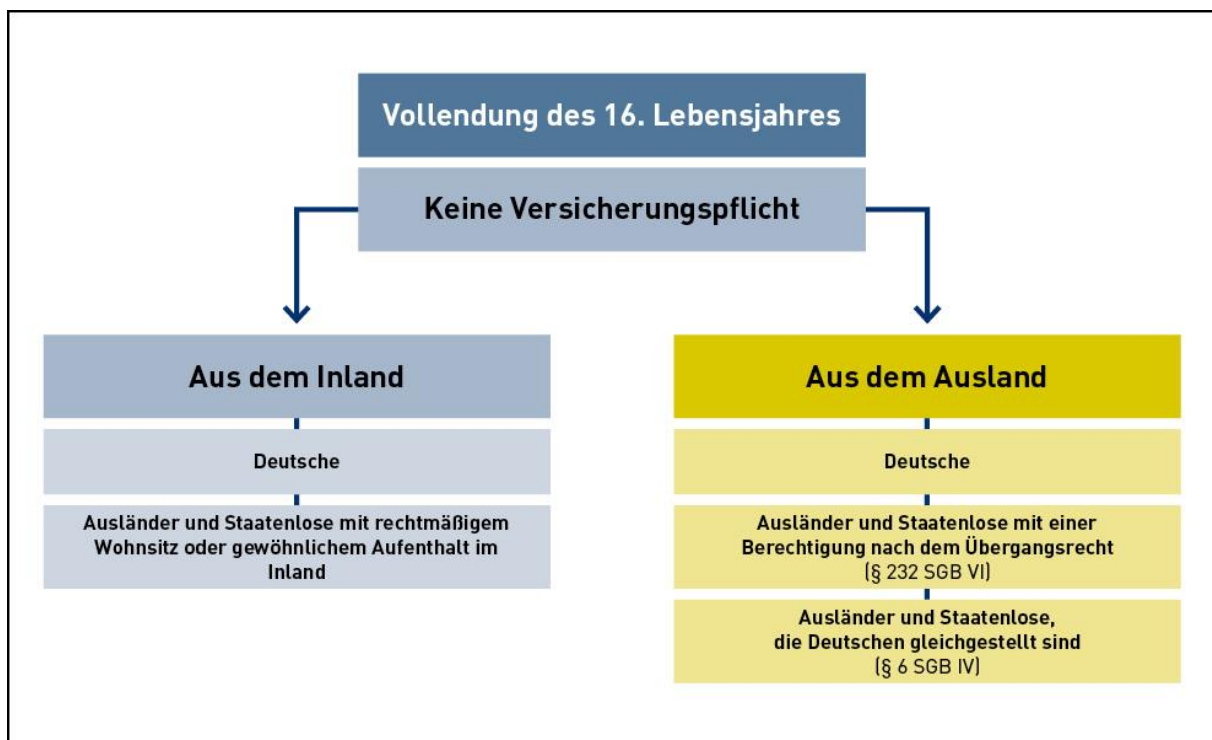 Vollendung des 16. Lebensjahres
Keine Versicherungspflicht
Aus dem Inland
Deutsche
Ausländer und Staatenlose mit rechtmäßigem
Wohnsitz oder gewöhnlichem Aufenthalt im
Inland
Aus dem Ausland
Deutsche
Ausländer und Staatenlose mit einer
Berechtigung nach dem Übergangsrecht
(§ 232 SGB VI)
Ausländer und Staatenlose,
die Deutschen gleichgestellt sind
(§ 6 SGB IV)